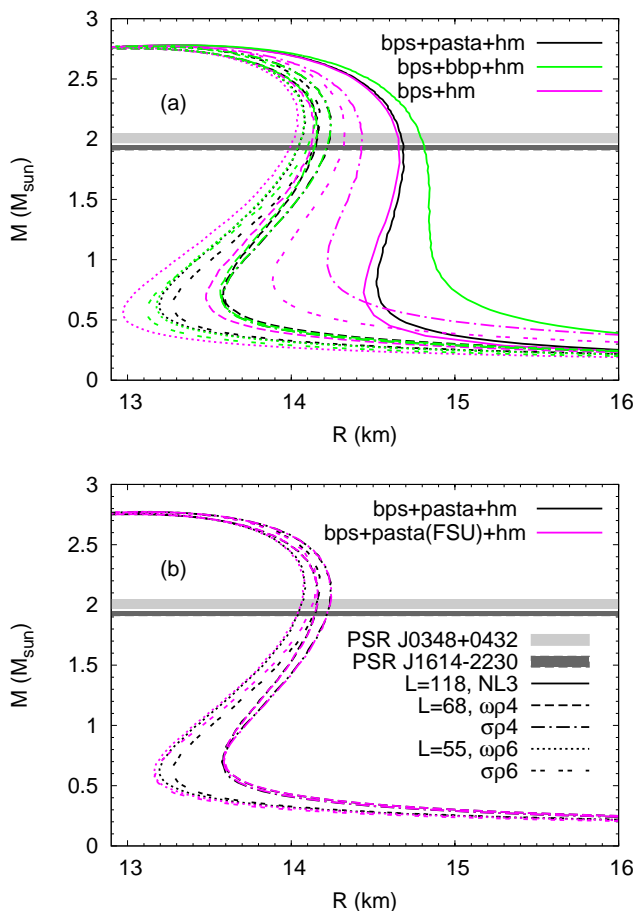 3
2.5
2
1.5
1
0.5
0
M (M_sun)
(a)
bps+pasta+hm
bps+bbp+hm
bps+hm
13 14 15 16
R (km)
3
2.5
2
1.5
1
0.5
0
M (M_sun)
(b)
bps+pasta+hm
bps+pasta(FSU)+hm
PSR J0348+0432
PSR J1614-2230
L=118, NL3
L=68, ωρ4
σρ4
L=55, ωρ6
σρ6
13 14 15 16
R (km)